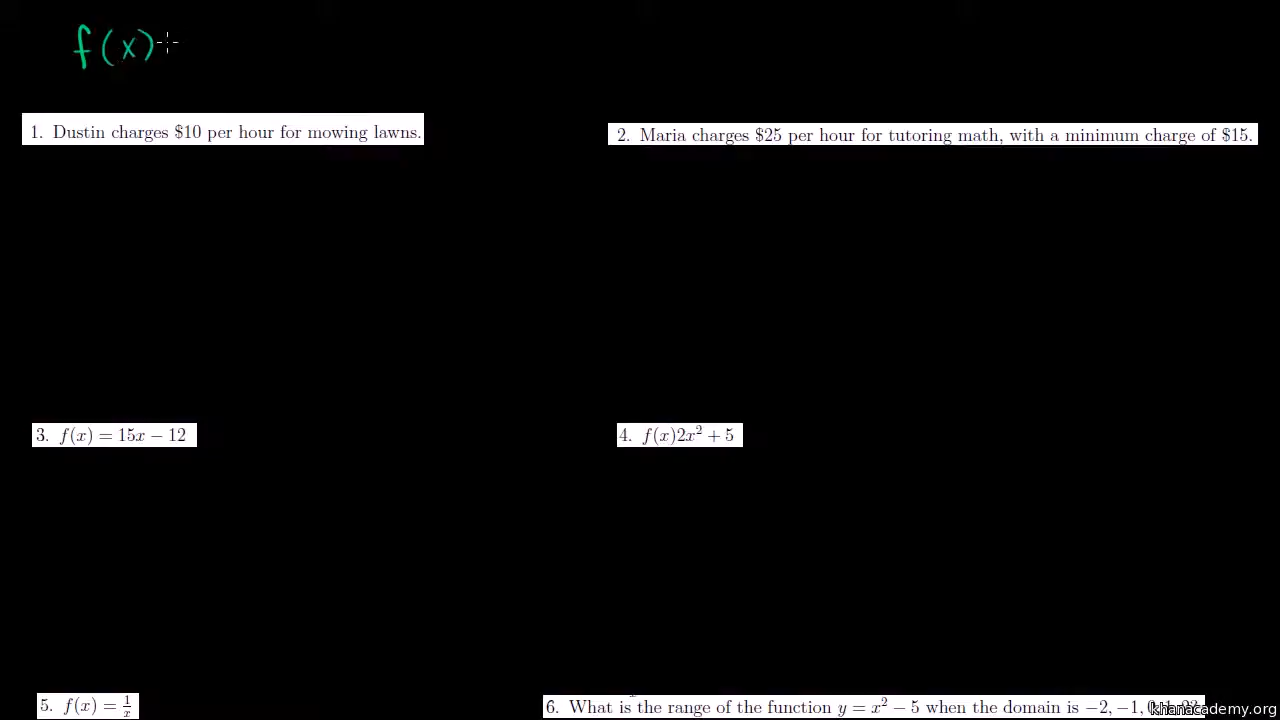 f(x)
1. Dustin charges $10 per hour for mowing lawns.
2. Maria charges $25 per hour for tutoring math, with a minimum charge of $15.
3. f(x) = 15x − 12
4. f(x)2x² + 5
5. f(x) = 1/x
6. What is the range of the function y = x² − 5 when the domain is −2, −1,
khanacademy.org